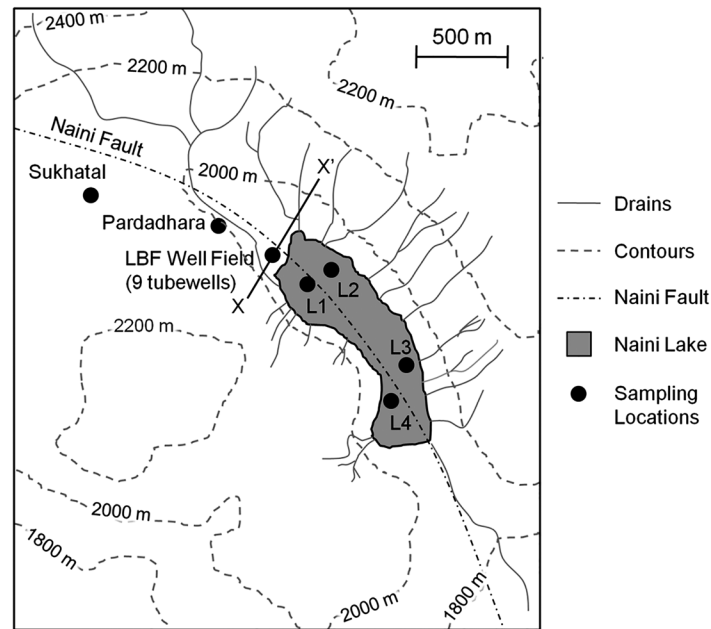 2400 m
500 m
2200 m
2200 m
Naini Fault
2000 m
X'
Sukhatal
Pardadhara
LBF Well Field
(9 tubewells)
X
L2
L1
2200 m
L3
L4
2000 m
1800 m
2000 m
1800 m
Drains
Contours
Naini Fault
Naini Lake
Sampling
Locations